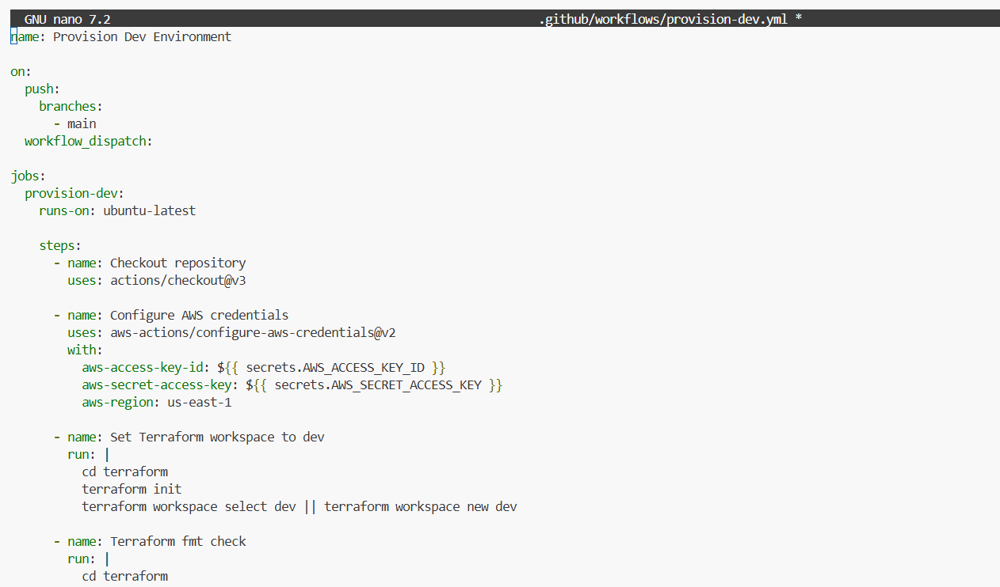 GNU nano 7.2 .github/workflows/provision-dev.yml *
name: Provision Dev Environment

on:
  push:
    branches:
      - main
  workflow_dispatch:

jobs:
  provision-dev:
    runs-on: ubuntu-latest

    steps:
      - name: Checkout repository
        uses: actions/checkout@v3

      - name: Configure AWS credentials
        uses: aws-actions/configure-aws-credentials@v2
        with:
          aws-access-key-id: ${{ secrets.AWS_ACCESS_KEY_ID }}
          aws-secret-access-key: ${{ secrets.AWS_SECRET_ACCESS_KEY }}
          aws-region: us-east-1

      - name: Set Terraform workspace to dev
        run: |
          cd terraform
          terraform init
          terraform workspace select dev || terraform workspace new dev

      - name: Terraform fmt check
        run: |
          cd terraform